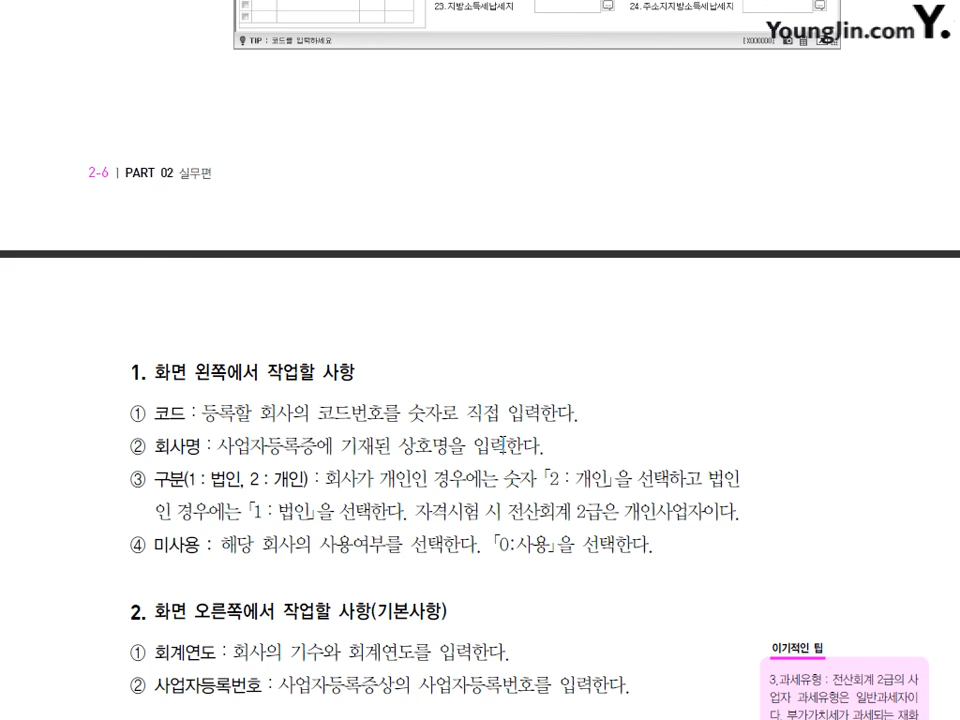 23.지방소득세납세지
24.주소지지방소득세납세지
TIP : 코드를 입력하세요
YoungJin.com Y.
2-6 | PART 02 실무편
1. 화면 왼쪽에서 작업할 사항
① 코드 : 등록할 회사의 코드번호를 숫자로 직접 입력한다.
② 회사명 : 사업자등록증에 기재된 상호명을 입력한다.
③ 구분(1 : 법인, 2 : 개인) : 회사가 개인인 경우에는 숫자 「2 : 개인」을 선택하고 법인
인 경우에는 「1 : 법인」을 선택한다. 자격시험 시 전산회계 2급은 개인사업자이다.
④ 미사용 : 해당 회사의 사용여부를 선택한다. 「0:사용」을 선택한다.
2. 화면 오른쪽에서 작업할 사항(기본사항)
① 회계연도 : 회사의 기수와 회계연도를 입력한다.
② 사업자등록번호 : 사업자등록증상의 사업자등록번호를 입력한다.
이기적인 팁
3.과세유형 : 전산회계 2급의 사
업자 과세유형은 일반과세자이
다. 부가가치세가 과세되는 재화